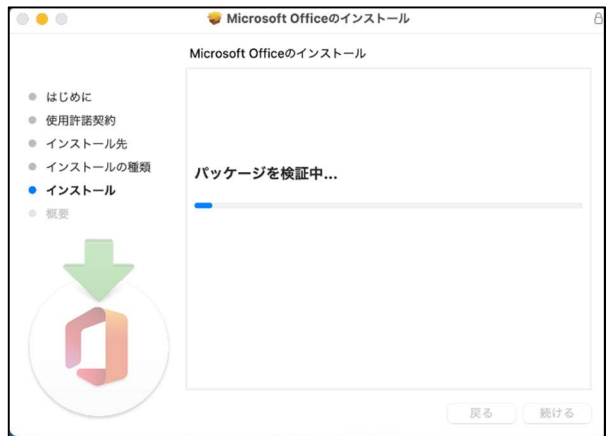 Microsoft Officeのインストール
Microsoft Officeのインストール
はじめに
使用許諾契約
インストール先
インストールの種類
インストール
概要
パッケージを検証中...
戻る
続ける